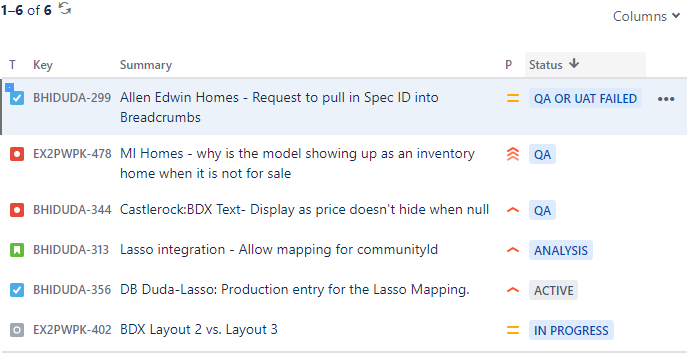 1–6 of 6
Columns
T Key Summary P Status
BHIDUDA-299 Allen Edwin Homes - Request to pull in Spec ID into QA OR UAT FAILED
Breadcrumbs
EX2PWPK-478 MI Homes - why is the model showing up as an inventory QA
home when it is not for sale
BHIDUDA-344 Castlerock:BDX Text- Display as price doesn't hide when null QA
BHIDUDA-313 Lasso integration - Allow mapping for communityId ANALYSIS
BHIDUDA-356 DB Duda-Lasso: Production entry for the Lasso Mapping. ACTIVE
EX2PWPK-402 BDX Layout 2 vs. Layout 3 IN PROGRESS